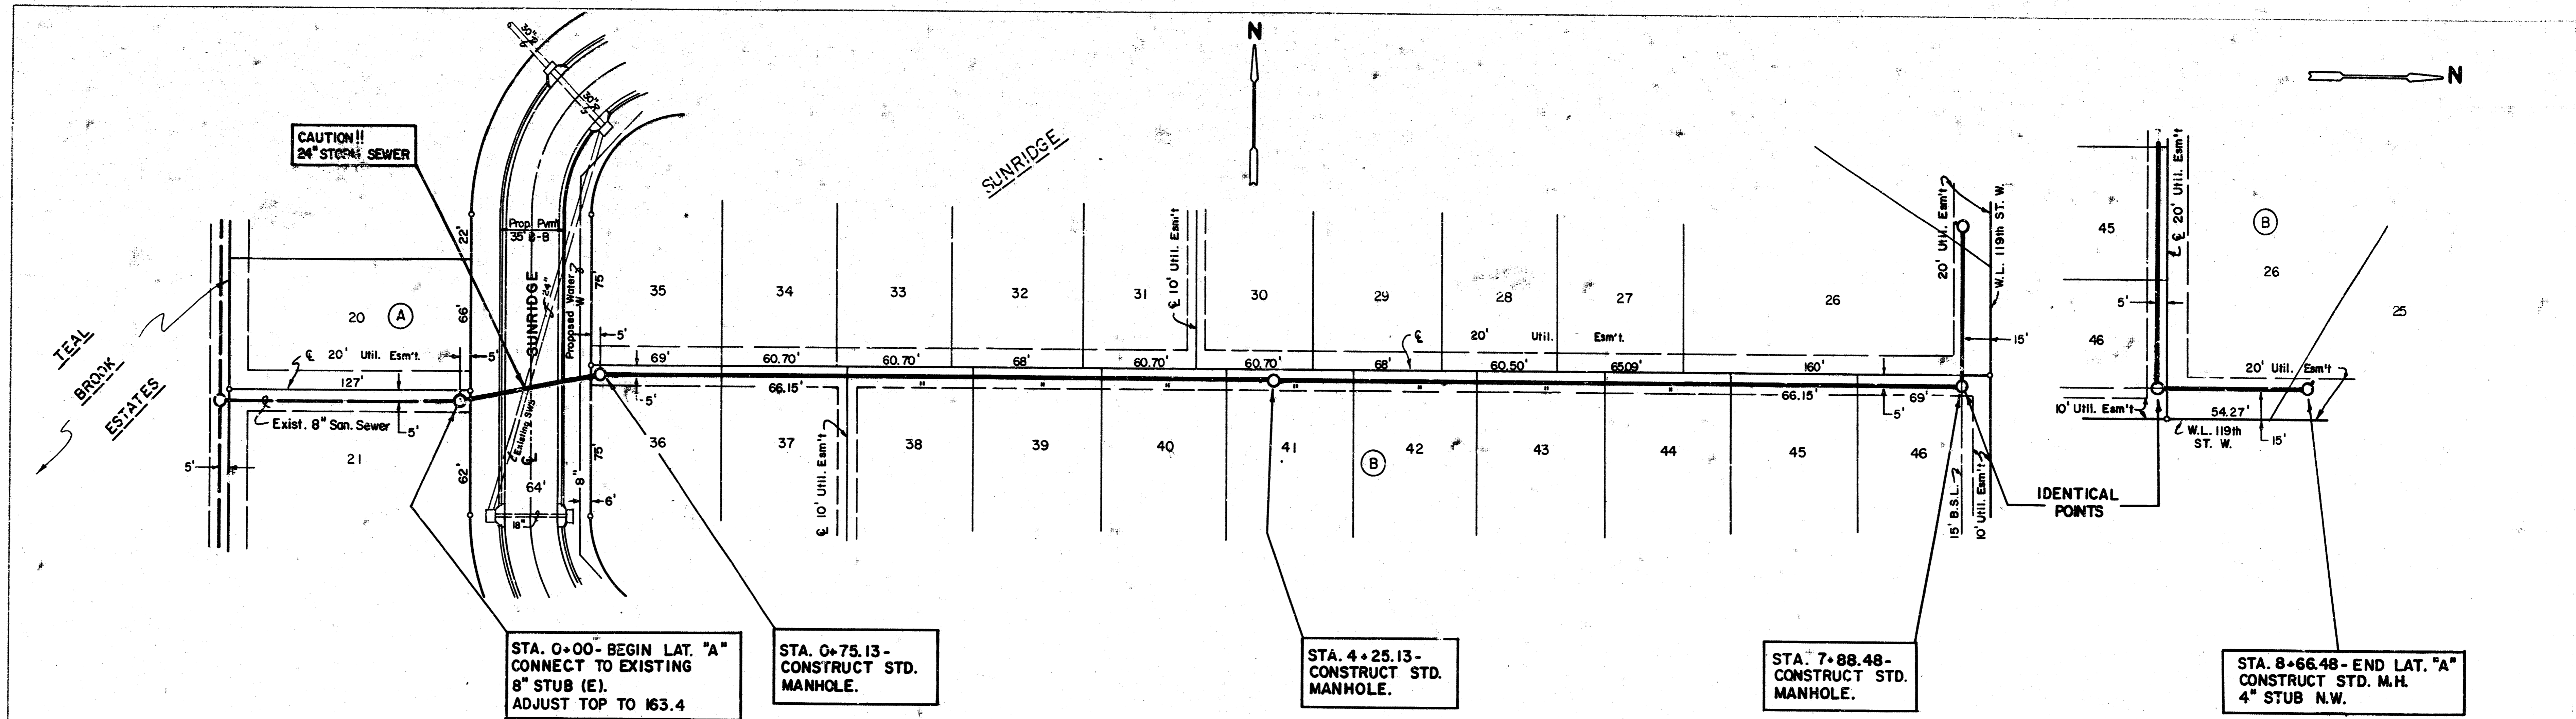 N
N
CAUTION!!
24" STORM SEWER
30" R
30" R
SUNRIDGE
TEAL
BROOK
ESTATES
22'
66'
62'
20
A
℄ 20' Util. Esm't.
127'
5'
5'
Exist. 8" San. Sewer
5'
21
5'
Prop. Pvm't
35' B-B
SUNRIDGE
℄
24"
Existing SWS
Proposed Water
W
64'
18"
8"
6'
75'
75'
5'
5'
35
34
33
32
31
30
29
28
27
26
℄ 10' Util. Esm't
℄ 20' Util. Esm't.
69'
60.70'
60.70'
68'
60.70'
60.70'
68'
60.50'
65.09
160'
66.15'
"
"
"
"
"
"
"
66.15'
69'
5'
36
37
℄ 10' Util. Esm't
38
39
40
41
B
42
43
44
45
46
20' Util. Esm't
W.L. 119th ST. W.
15'
15' B.S.L.
10' Util. Esm't
IDENTICAL
POINTS
45
46
5'
℄ 20' Util. Esm't
B
26
25
20' Util. Esm't
10' Util. Esm't
54.27'
W.L. 119th
ST. W.
15'
STA. 0+00- BEGIN LAT. "A"
CONNECT TO EXISTING
8" STUB (E).
ADJUST TOP TO 163.4
STA. 0+75.13-
CONSTRUCT STD.
MANHOLE.
STA. 4+25.13-
CONSTRUCT STD.
MANHOLE.
STA. 7+88.48-
CONSTRUCT STD.
MANHOLE.
STA. 8+66.48- END LAT. "A"
CONSTRUCT STD. M.H.
4" STUB N.W.